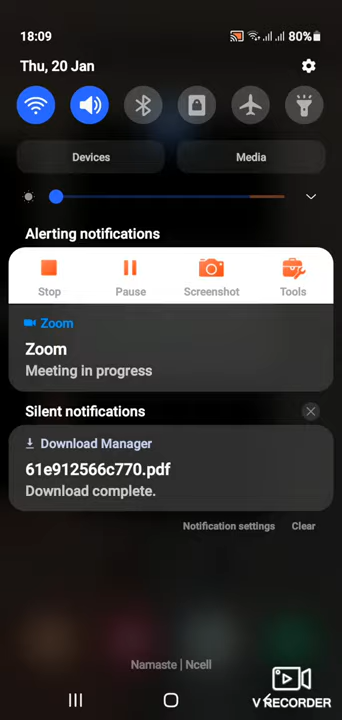 18:09
80%
Thu, 20 Jan
Devices
Media
Alerting notifications
Stop
Pause
Screenshot
Tools
Zoom
Zoom
Meeting in progress
Silent notifications
Download Manager
61e912566c770.pdf
Download complete.
Notification settings
Clear
Namaste | Ncell
V RECORDER